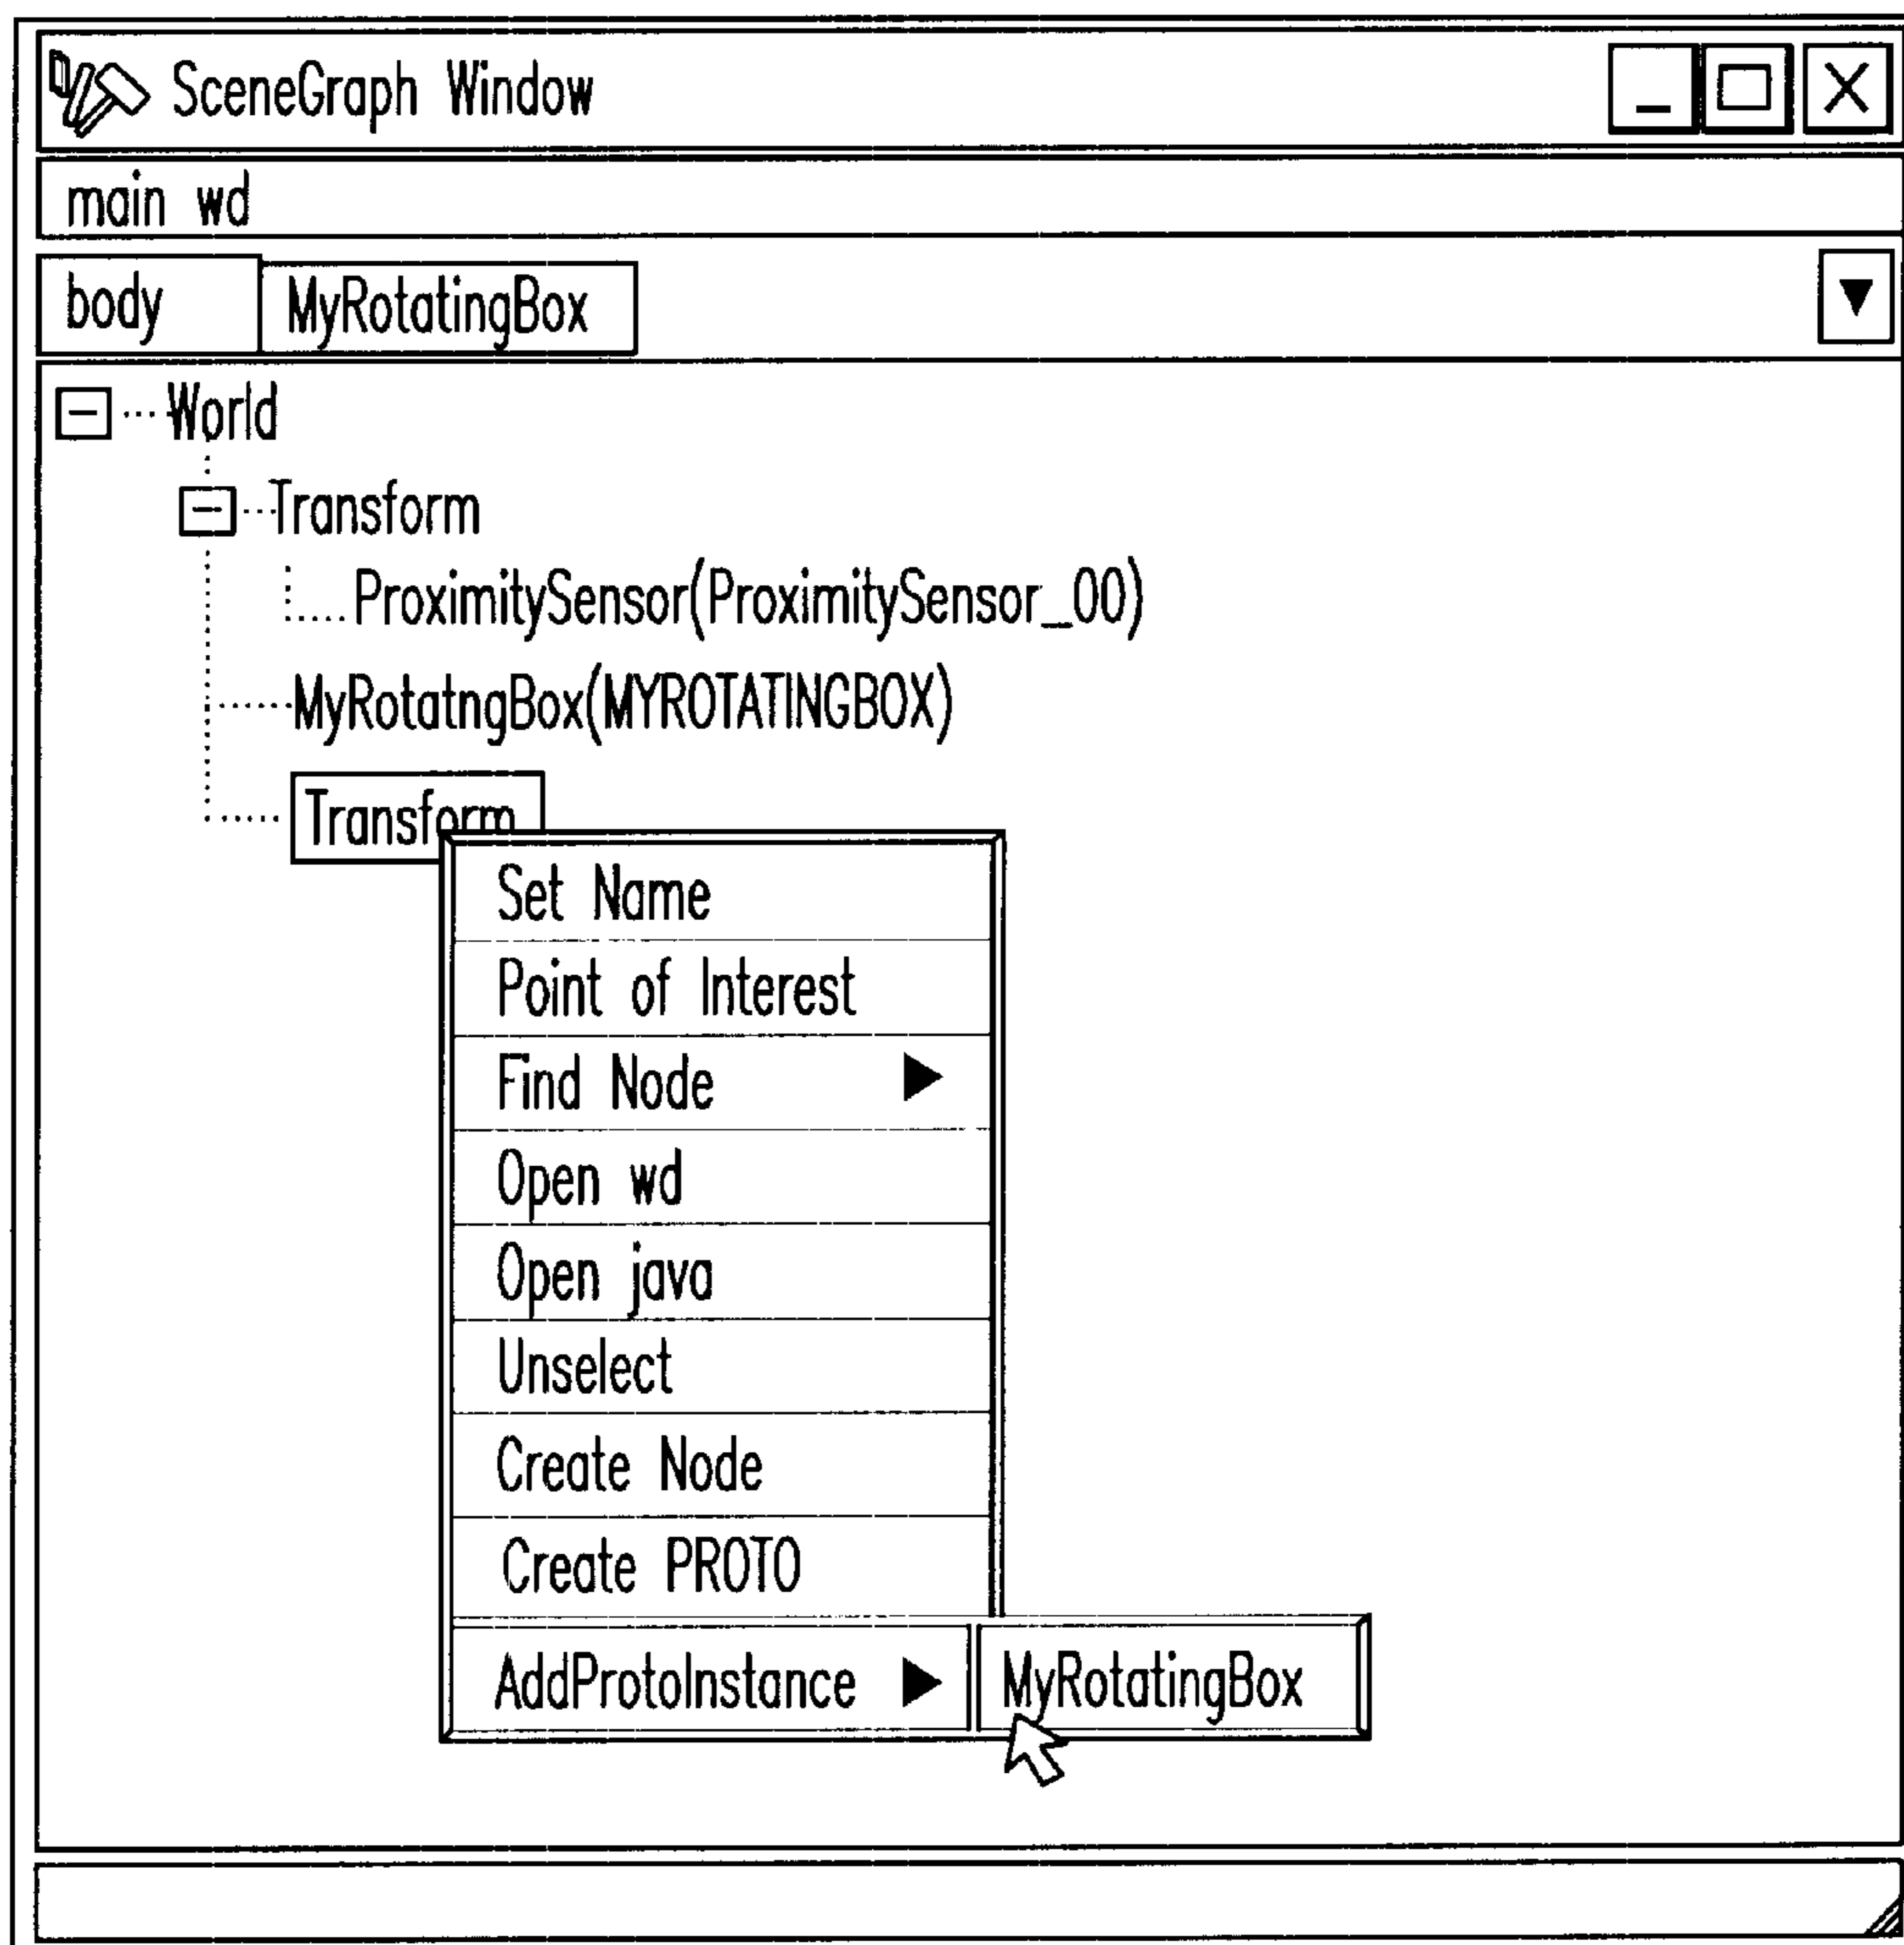 SceneGraph Window
main wd
body MyRotatingBox
World
Transform
ProximitySensor(ProximitySensor_00)
MyRotatngBox(MYROTATINGBOX)
Transform
Set Name
Point of Interest
Find Node
Open wd
Open java
Unselect
Create Node
Create PROTO
AddProtoInstance MyRotatingBox